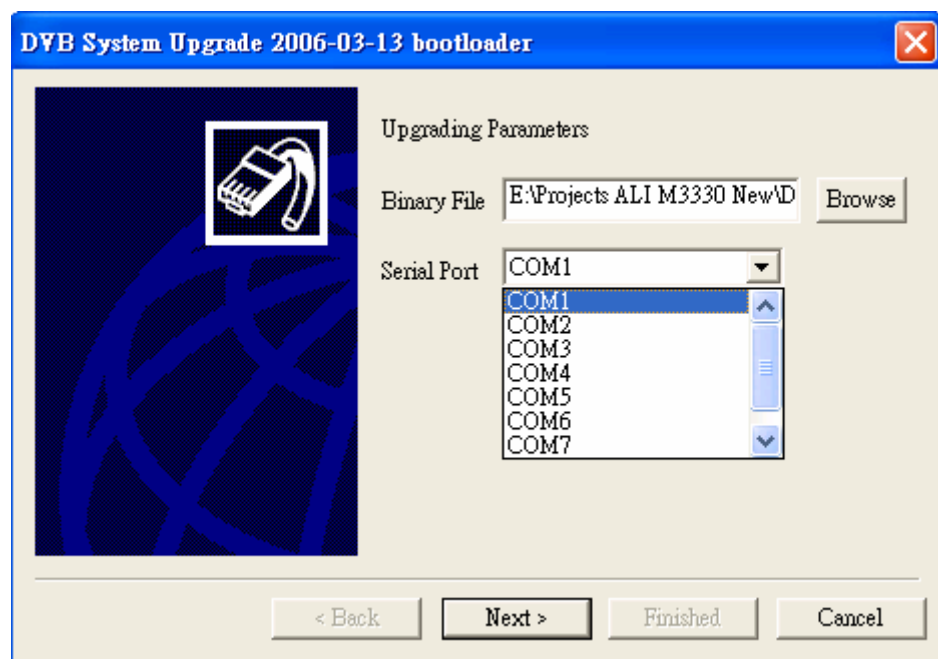 DVB System Upgrade 2006-03-13 bootloader
Upgrading Parameters
Binary File E:\Projects ALI M3330 New\D Browse
Serial Port COM1
COM1
COM2
COM3
COM4
COM5
COM6
COM7
< Back Next > Finished Cancel